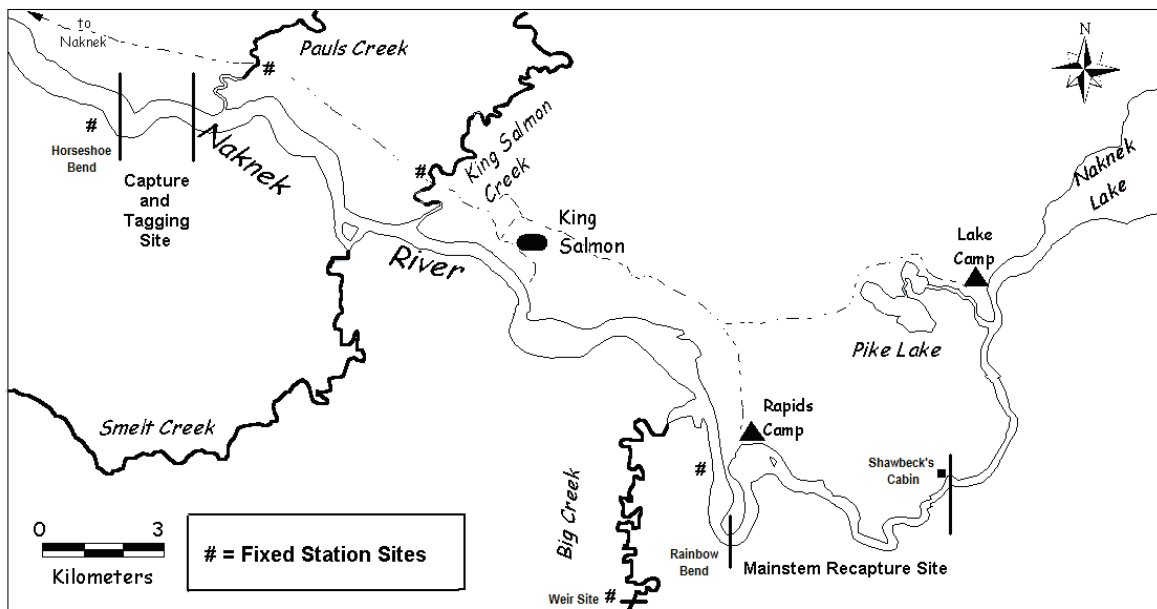 to
Naknek
Pauls Creek
#
N
#
Horseshoe
Bend
Naknek
River
Capture
and
Tagging
Site
#
King Salmon
Creek
King
Salmon
Naknek
Lake
Lake
Camp
Pike Lake
Smelt Creek
Rapids
Camp
Big Creek
#
Shawbeck's
Cabin
0 3
Kilometers
# = Fixed Station Sites
Rainbow
Bend
Mainstem Recapture Site
Weir Site #